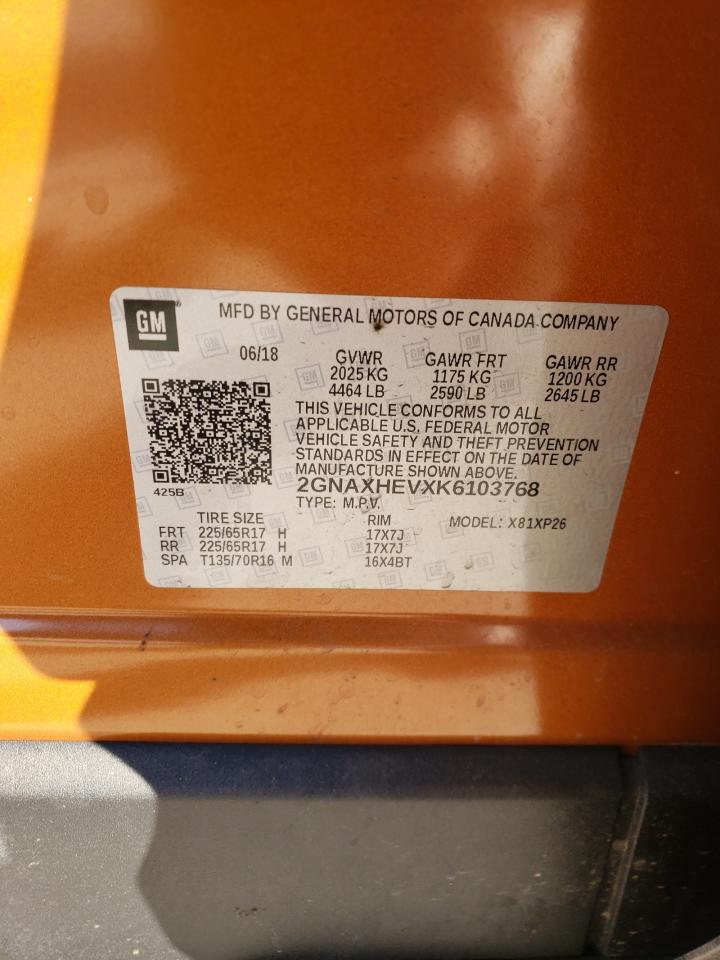 GM
MFD BY GENERAL MOTORS OF CANADA COMPANY
06/18 GVWR GAWR FRT GAWR RR
2025 KG 1175 KG 1200 KG
4464 LB 2590 LB 2645 LB
THIS VEHICLE CONFORMS TO ALL
APPLICABLE U.S. FEDERAL MOTOR
VEHICLE SAFETY AND THEFT PREVENTION
STANDARDS IN EFFECT ON THE DATE OF
MANUFACTURE SHOWN ABOVE.
425B 2GNAXHEVXK6103768
TYPE: M.P.V.
TIRE SIZE RIM MODEL: X81XP26
FRT 225/65R17 H 17X7J
RR 225/65R17 H 17X7J
SPA T135/70R16 M 16X4BT